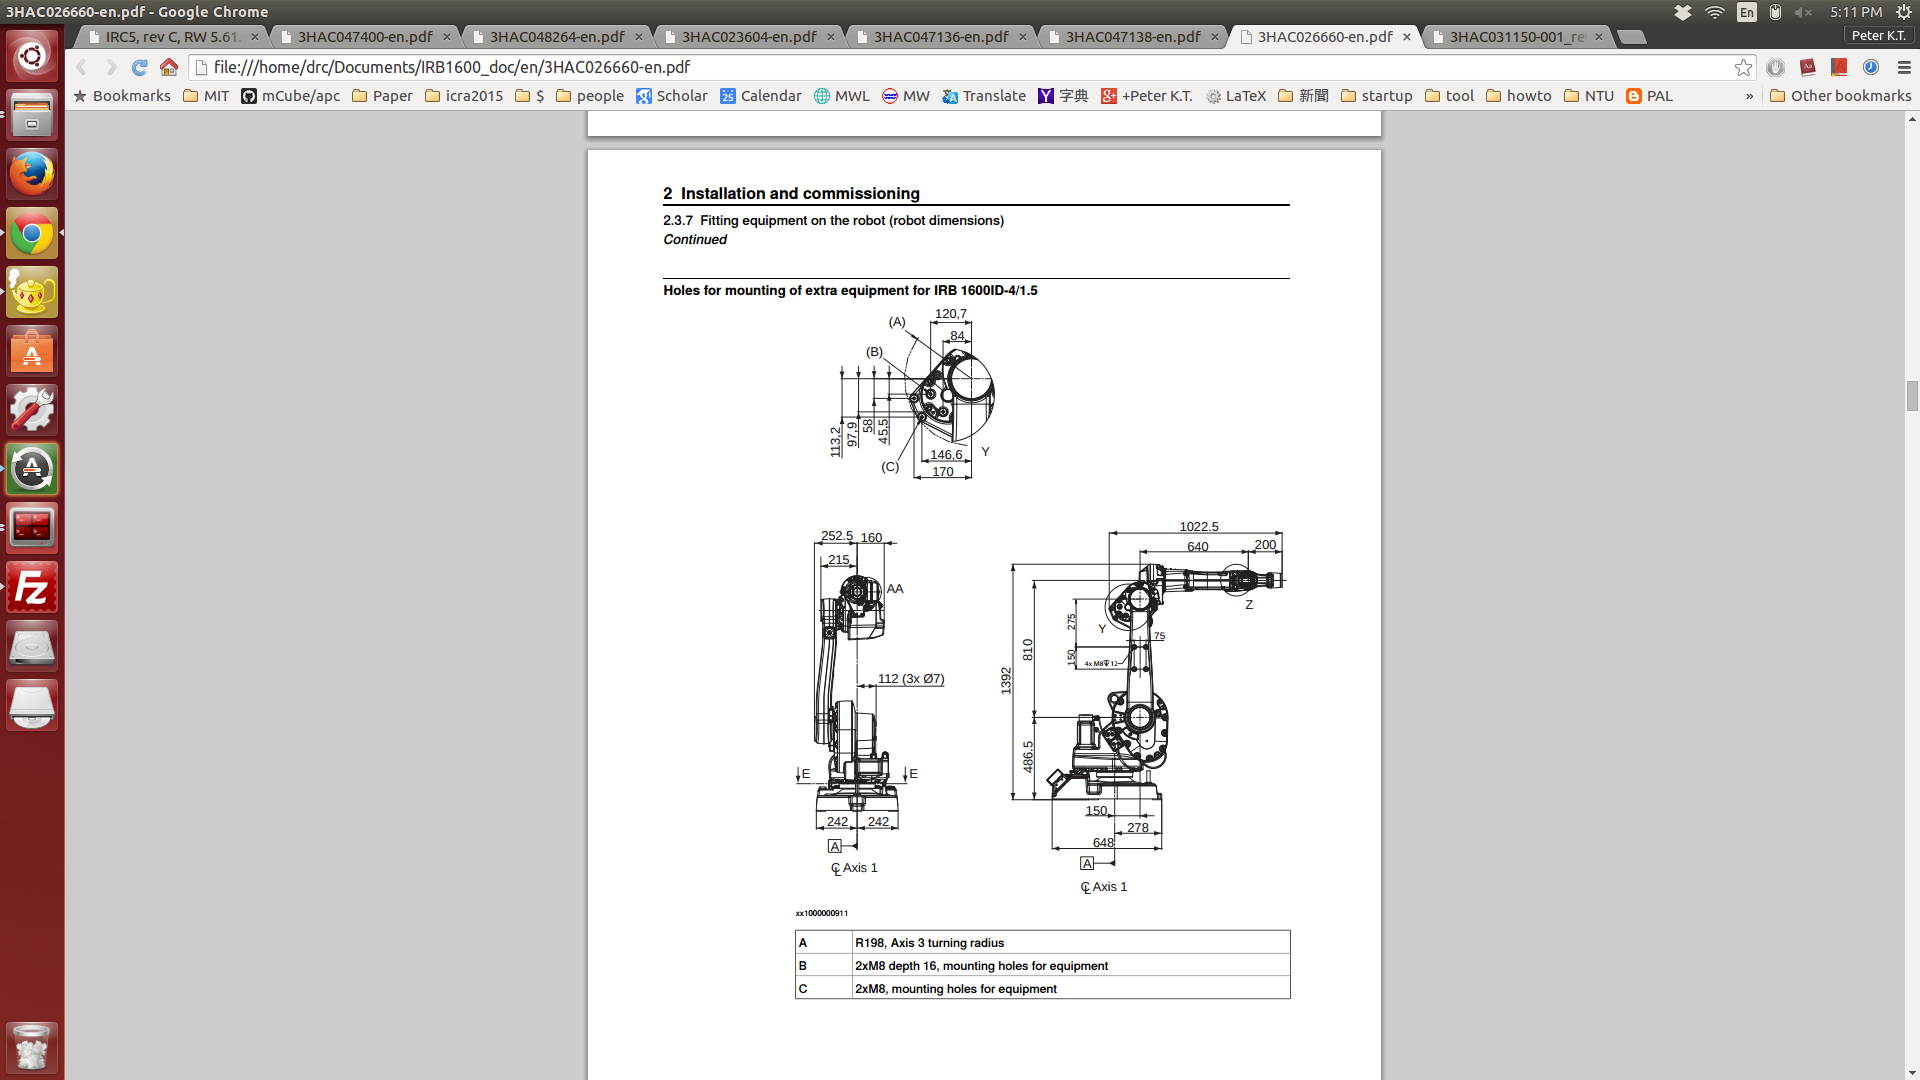 3HAC026660-en.pdf - Google Chrome
En
5:11 PM
IRC5, rev C, RW 5.61
3HAC047400-en.pdf
3HAC048264-en.pdf
3HAC023604-en.pdf
3HAC047136-en.pdf
3HAC047138-en.pdf
3HAC026660-en.pdf
3HAC031150-001_re
Peter K.T.
file:///home/drc/Documents/IRB1600_doc/en/3HAC026660-en.pdf
Bookmarks
MIT
mCube/apc
Paper
icra2015
$
people
Scholar
25 Calendar
MWL
MW
Translate
字典
+Peter K.T.
LaTeX
新聞
startup
tool
howto
NTU
PAL
»
Other bookmarks
2 Installation and commissioning
2.3.7 Fitting equipment on the robot (robot dimensions)
Continued
Holes for mounting of extra equipment for IRB 1600ID-4/1.5
120,7
(A)
84
(B)
113,2
97,9
58
45,5
146,6
Y
(C)
170
1022.5
252.5 160
640
200
215
AA
Z
275
Y
75
810
150
4x M8 12
1392
112 (3x Ø7)
486.5
E
E
150
242
242
278
648
A
A
℄ Axis 1
℄ Axis 1
xx1000000911
A R198, Axis 3 turning radius
B 2xM8 depth 16, mounting holes for equipment
C 2xM8, mounting holes for equipment